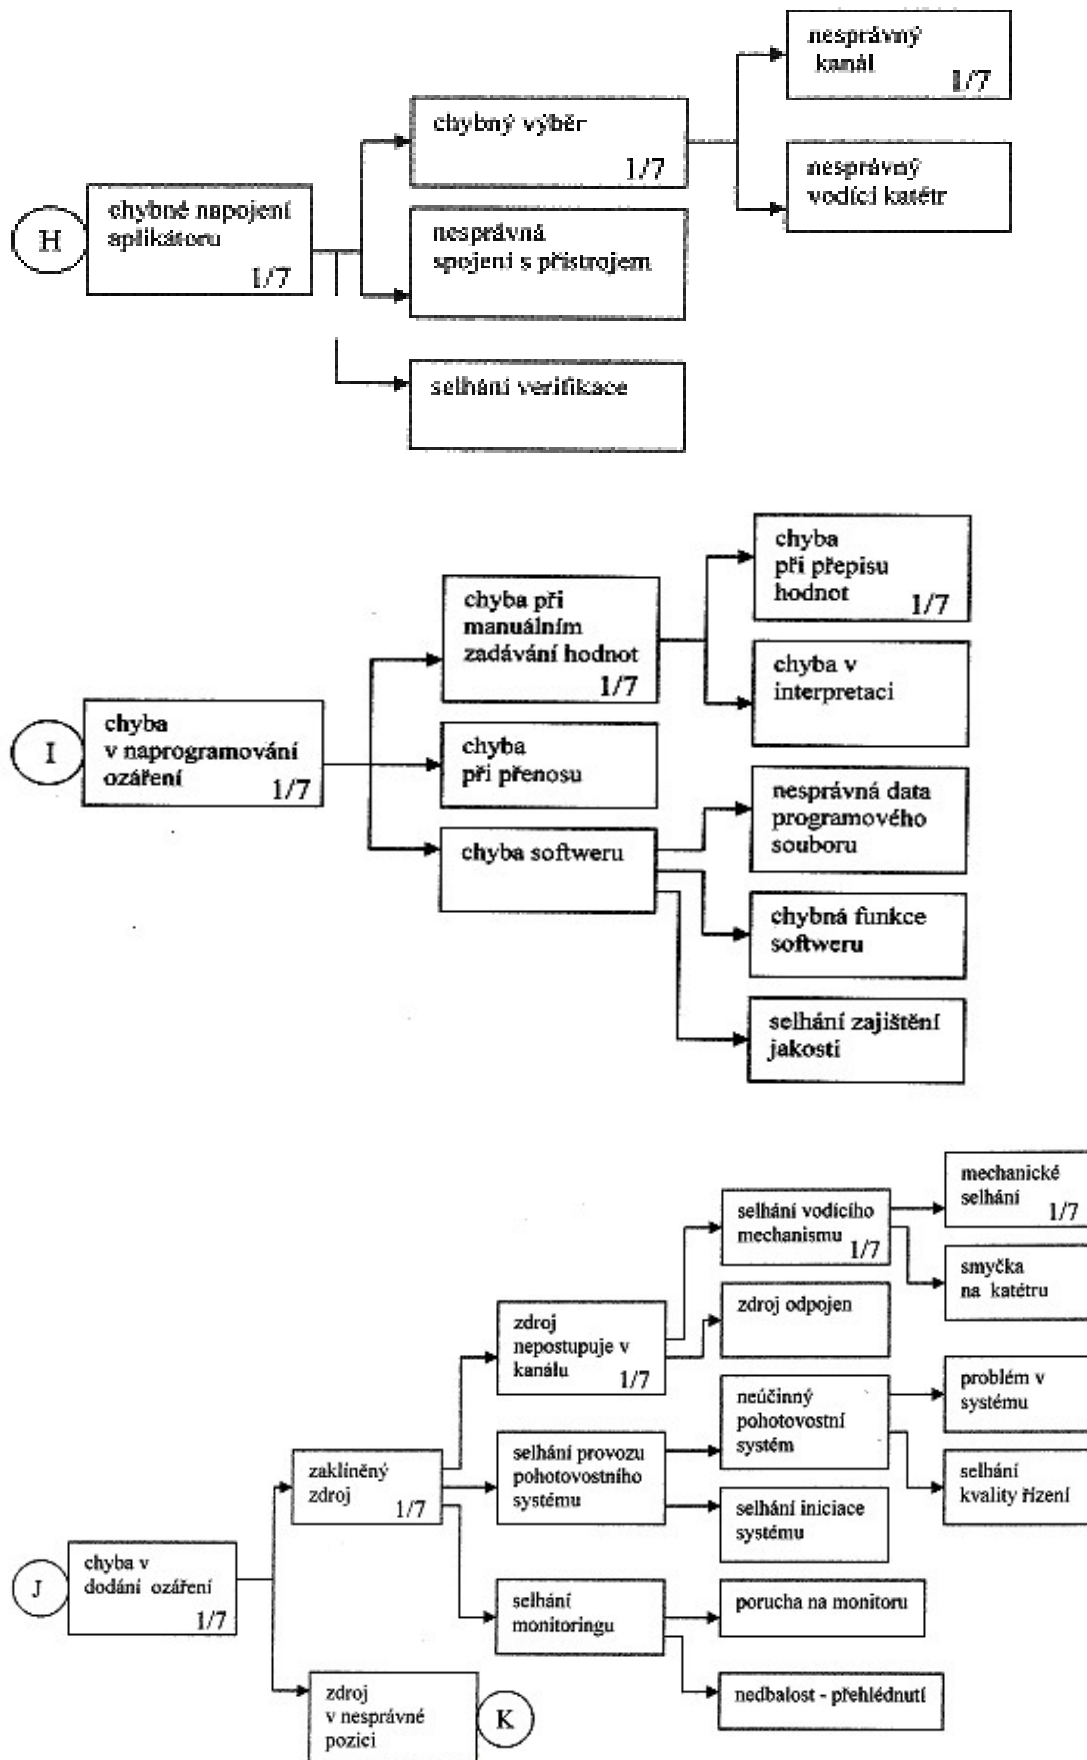 H
chybné napojení
aplikátoru
1/7
chybný výběr
1/7
nesprávný
kanál
1/7
nesprávný
vodící katétr
nesprávná
spojení s přístrojem
selhání verifikace
I
chyba
v naprogramování
ozáření
1/7
chyba při
manuálním
zadávání hodnot
1/7
chyba
při přepisu
hodnot
1/7
chyba v
interpretaci
chyba
při přenosu
chyba softweru
nesprávná data
programového
souboru
chybná funkce
softweru
selhání zajištění
jakosti
J
chyba v
dodání ozáření
1/7
zaklíněný
zdroj
1/7
zdroj
nepostupuje v
kanálu
1/7
selhání vodícího
mechanismu
1/7
mechanické
selhání
1/7
smyčka
na katétru
zdroj odpojen
selhání provozu
pohotovostního
systému
neúčinný
pohotovostní
systém
problém v
systému
selhání
kvality řízení
selhání iniciace
systému
selhání
monitoringu
porucha na monitoru
nedbalost - přehlédnutí
zdroj
v nesprávné
pozici
K